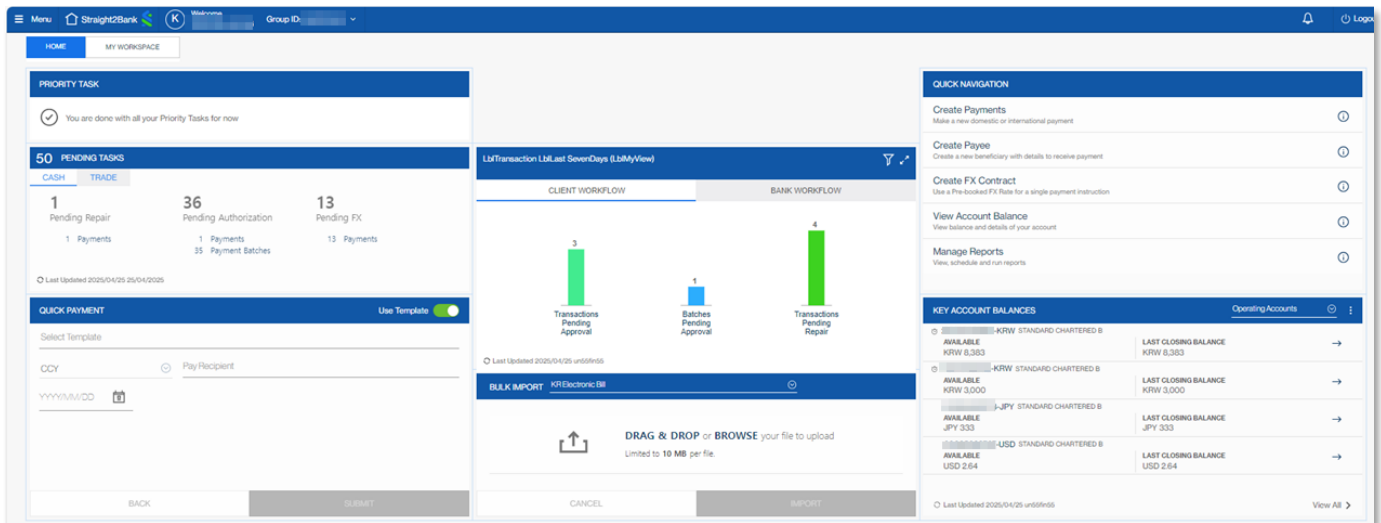 Menu Straight2Bank K Welcome Group ID: Logou
HOME MY WORKSPACE
PRIORITY TASK
You are done with all your Priority Tasks for now
50 PENDING TASKS
CASH TRADE
1 36 13
Pending Repair Pending Authorization Pending FX
1 Payments 1 Payments 13 Payments
35 Payment Batches
Last Updated 2025/04/25 25/04/2025
QUICK PAYMENT Use Template
Select Template
CCY Pay Recipient
YYYY/MM/DD
BACK SUBMIT
LblTransaction LblLast SevenDays (LblMyView)
CLIENT WORKFLOW BANK WORKFLOW
3
1
4
Transactions Pending Approval
Batches Pending Approval
Transactions Pending Repair
Last Updated 2025/04/25 un55fin55
BULK IMPORT KR Electronic Bill
DRAG & DROP or BROWSE your file to upload
Limited to 10 MB per file.
CANCEL IMPORT
QUICK NAVIGATION
Create Payments
Make a new domestic or international payment
Create Payee
Create a new beneficiary with details to receive payment
Create FX Contract
Use a Pre-booked FX Rate for a single payment instruction
View Account Balance
View balance and details of your account
Manage Reports
View, schedule and run reports
KEY ACCOUNT BALANCES Operating Accounts
-KRW STANDARD CHARTERED B
AVAILABLE LAST CLOSING BALANCE
KRW 8,383 KRW 8,383
-KRW STANDARD CHARTERED B
AVAILABLE LAST CLOSING BALANCE
KRW 3,000 KRW 3,000
-JPY STANDARD CHARTERED B
AVAILABLE LAST CLOSING BALANCE
JPY 333 JPY 333
-USD STANDARD CHARTERED B
AVAILABLE LAST CLOSING BALANCE
USD 2.64 USD 2.64
Last Updated 2025/04/25 un55fin55 View All